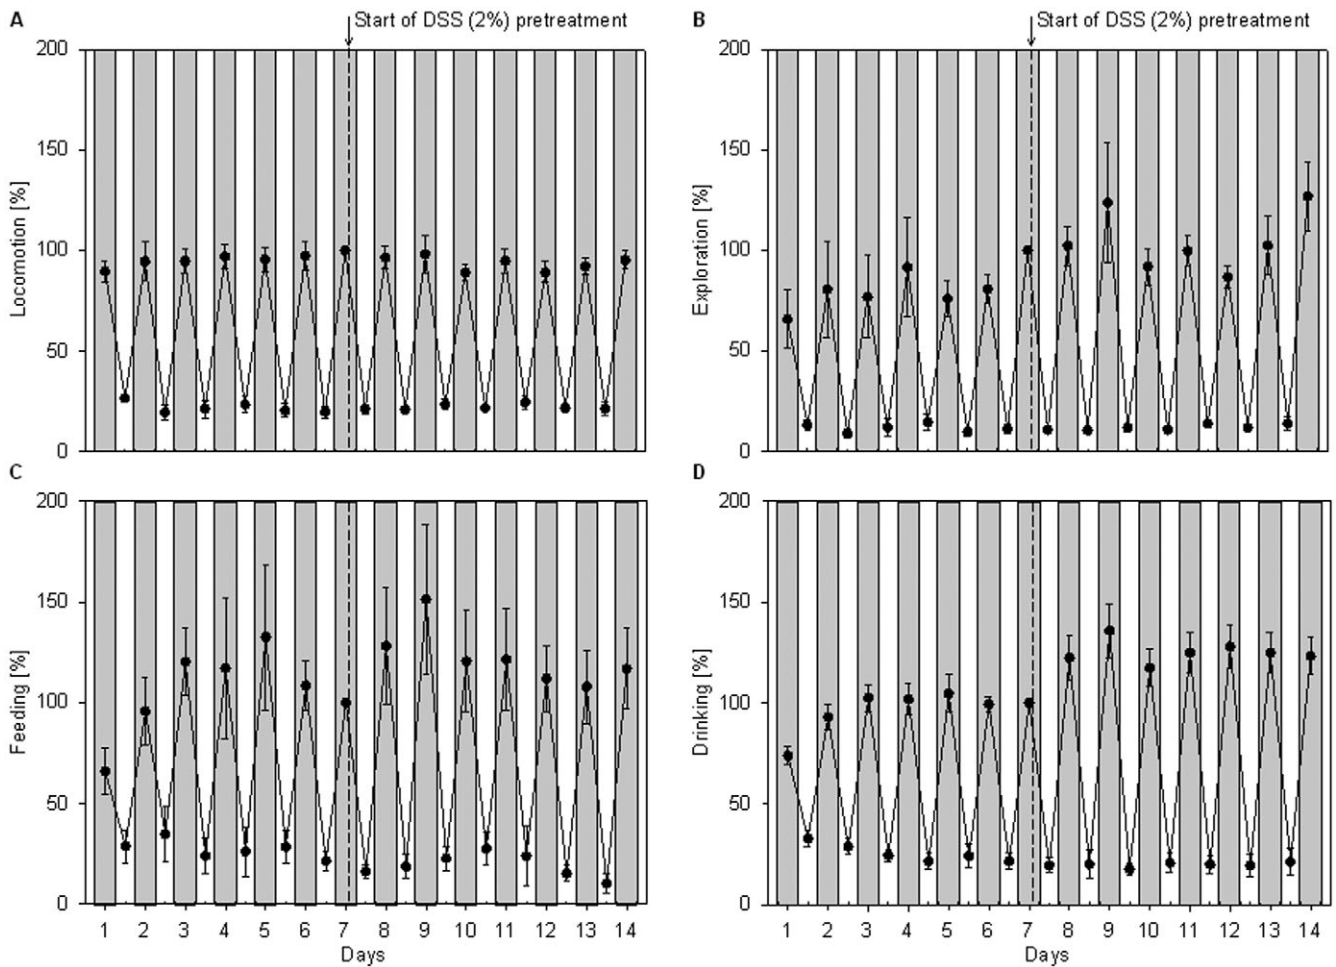 A
Start of DSS (2%) pretreatment
200
150
100
50
0
Locomotion [%]
B
Start of DSS (2%) pretreatment
200
150
100
50
0
Exploration [%]
C
200
150
100
50
0
Feeding [%]
1 2 3 4 5 6 7 8 9 10 11 12 13 14
Days
D
200
150
100
50
0
Drinking [%]
1 2 3 4 5 6 7 8 9 10 11 12 13 14
Days